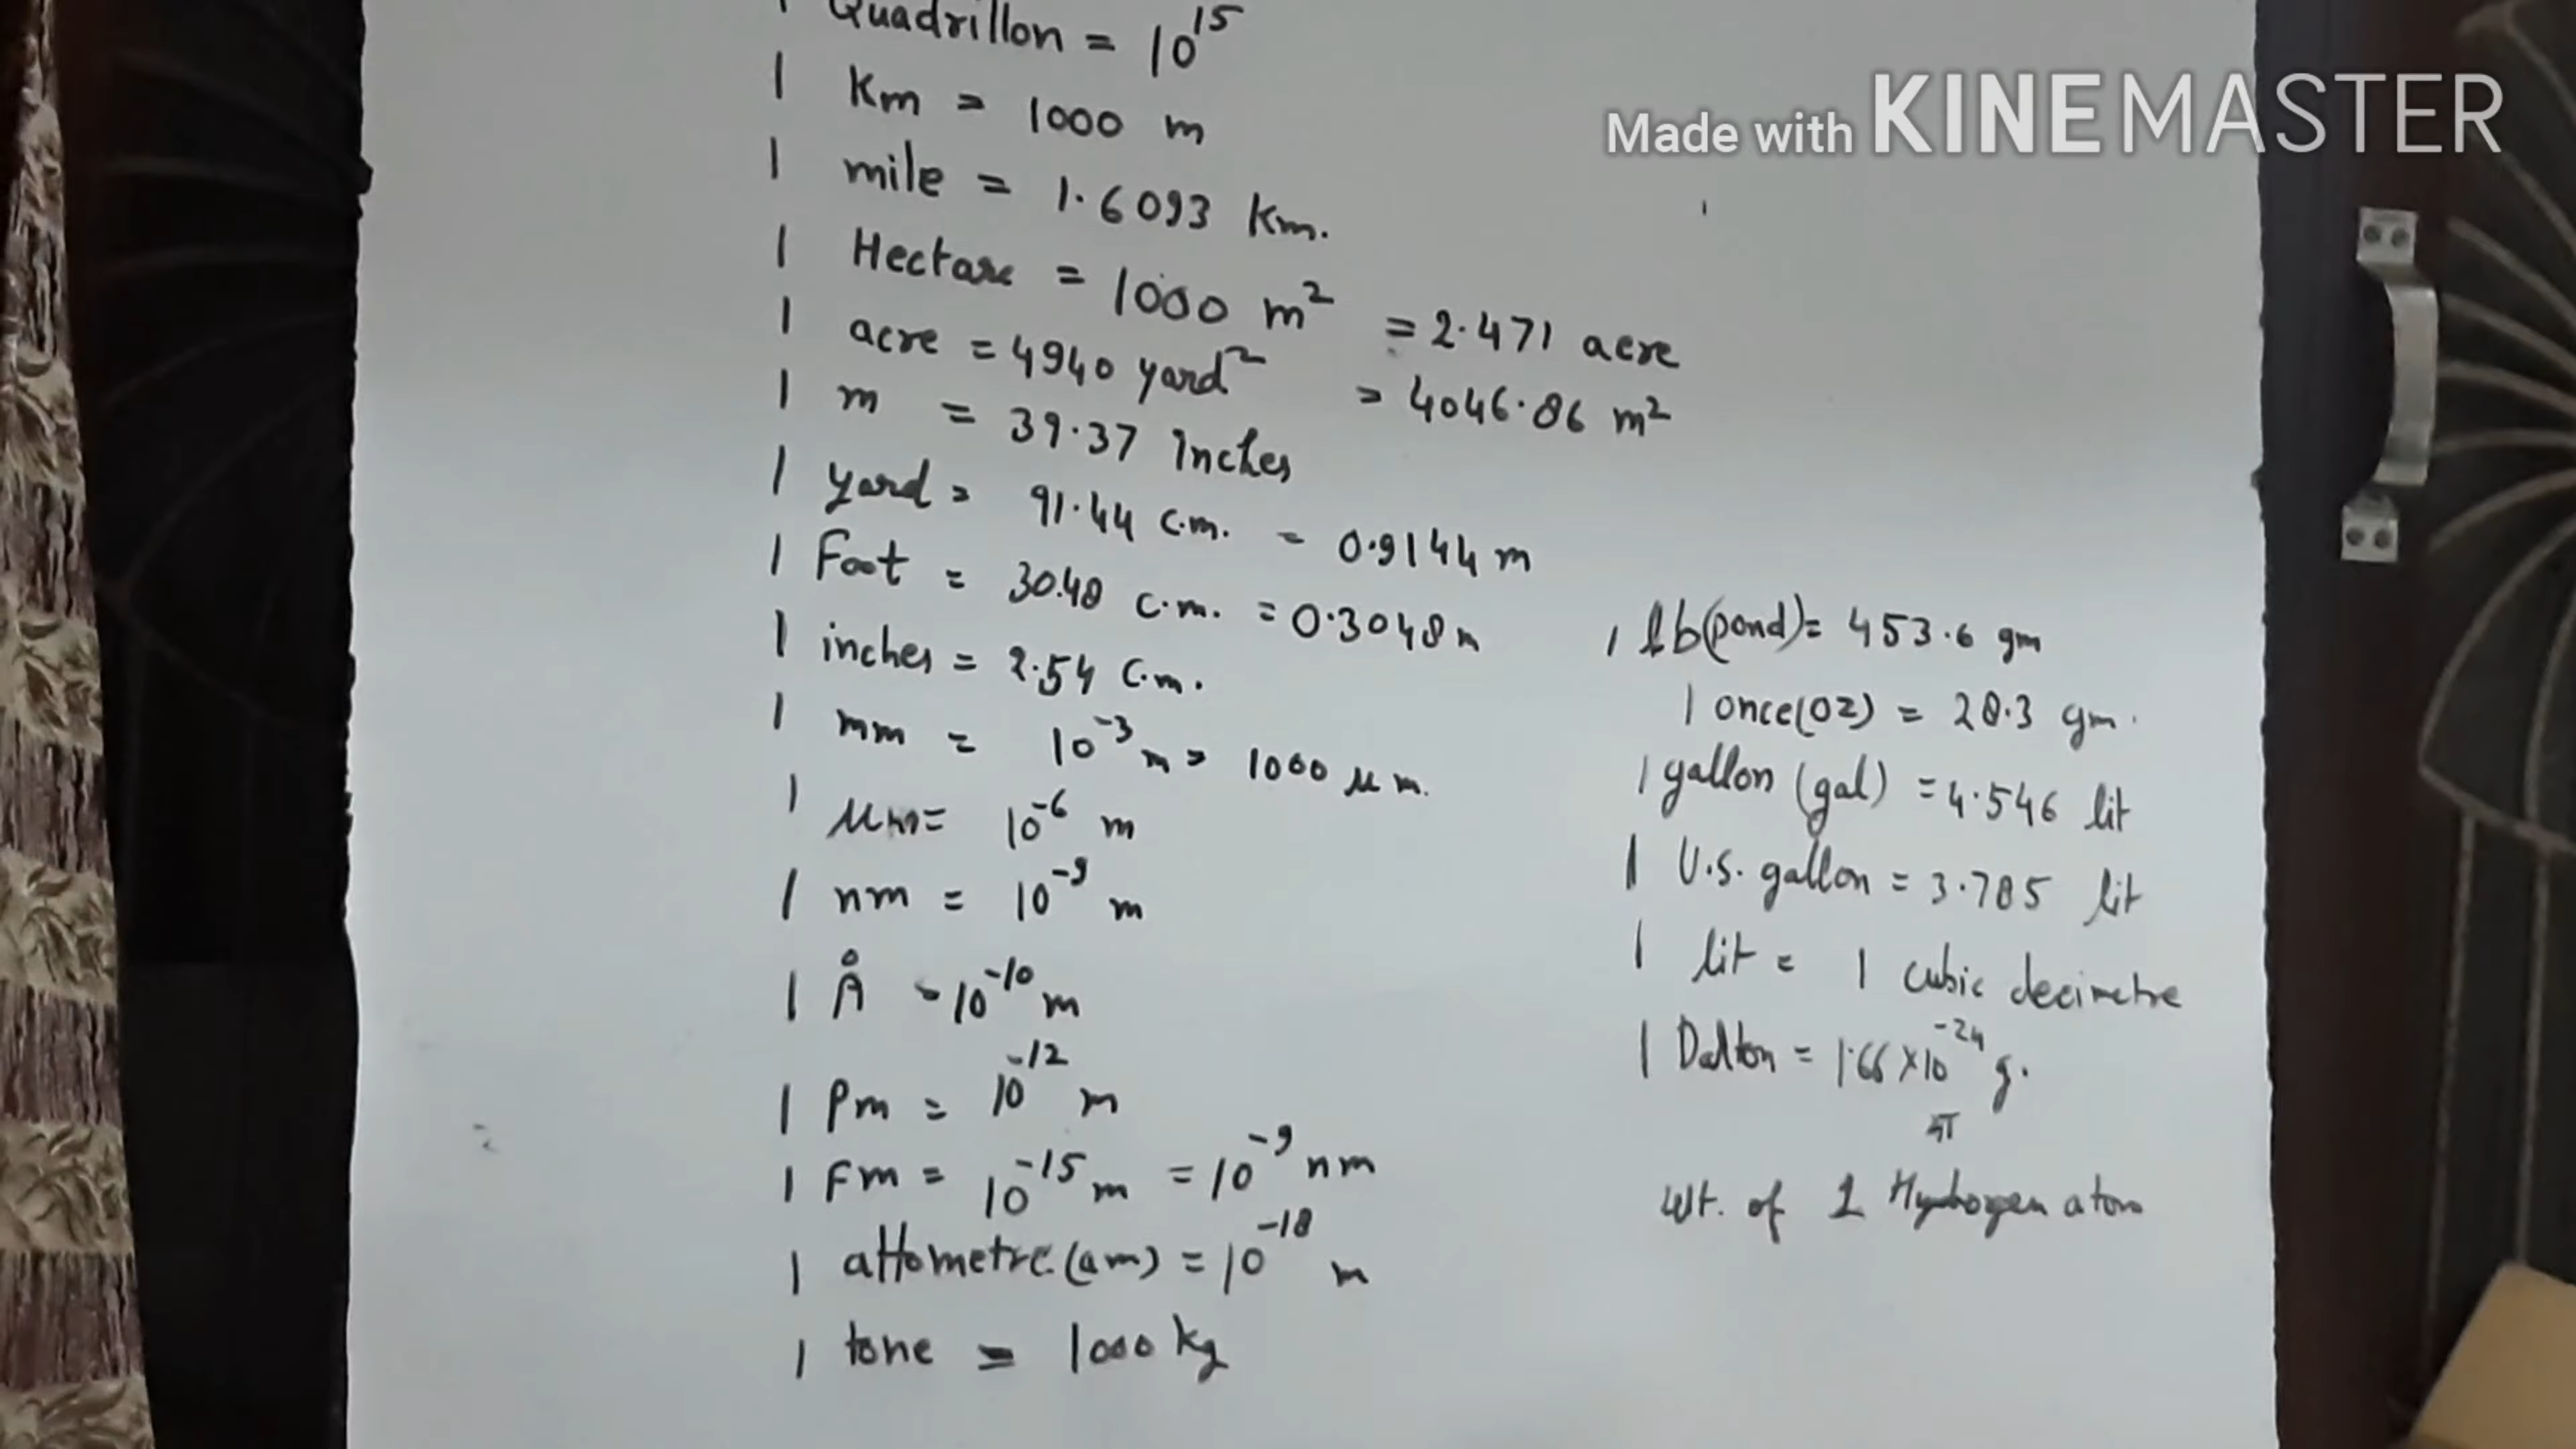 1 Quadrillon = 10¹⁵
1 Km = 1000 m
1 mile = 1.6093 Km.
1 Hectare = 1000 m² = 2.471 acre
1 acre = 4940 yard² = 4046.86 m²
1 m = 39.37 Inches
1 yard = 91.44 c.m. = 0.9144 m
1 Foot = 30.48 c.m. = 0.3048 m
1 inches = 2.54 c.m.
1 mm = 10⁻³ m = 1000 μm.
1 μm = 10⁻⁶ m
1 nm = 10⁻⁹ m
1 Å = 10⁻¹⁰ m
1 Pm = 10⁻¹² m
1 Fm = 10⁻¹⁵ m = 10⁻⁹ nm
1 attometre (am) = 10⁻¹⁸ m
1 tone = 1000 kg
1 lb(pond) = 453.6 gm
1 once(oz) = 28.3 gm.
1 gallon (gal) = 4.546 lit
1 U.S. gallon = 3.785 lit
1 lit = 1 cubic decimetre
1 Dalton = 1.66 × 10⁻²⁴ g.
Wt. of 1 Hydrogen atom
Made with KINEMASTER